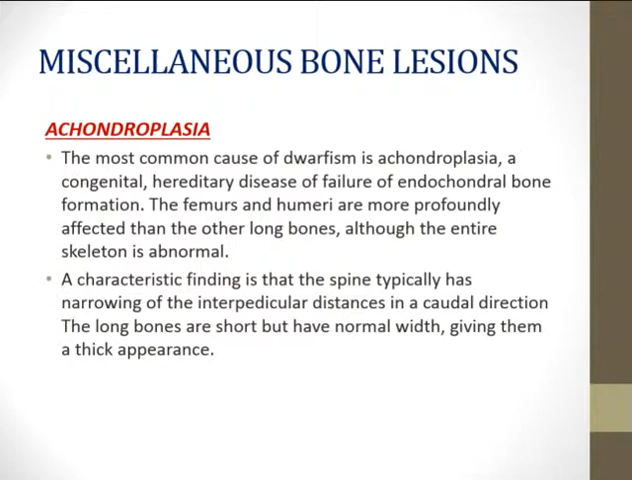 MISCELLANEOUS BONE LESIONS
ACHONDROPLASIA
• The most common cause of dwarfism is achondroplasia, a
congenital, hereditary disease of failure of endochondral bone
formation. The femurs and humeri are more profoundly
affected than the other long bones, although the entire
skeleton is abnormal.
• A characteristic finding is that the spine typically has
narrowing of the interpedicular distances in a caudal direction
The long bones are short but have normal width, giving them
a thick appearance.